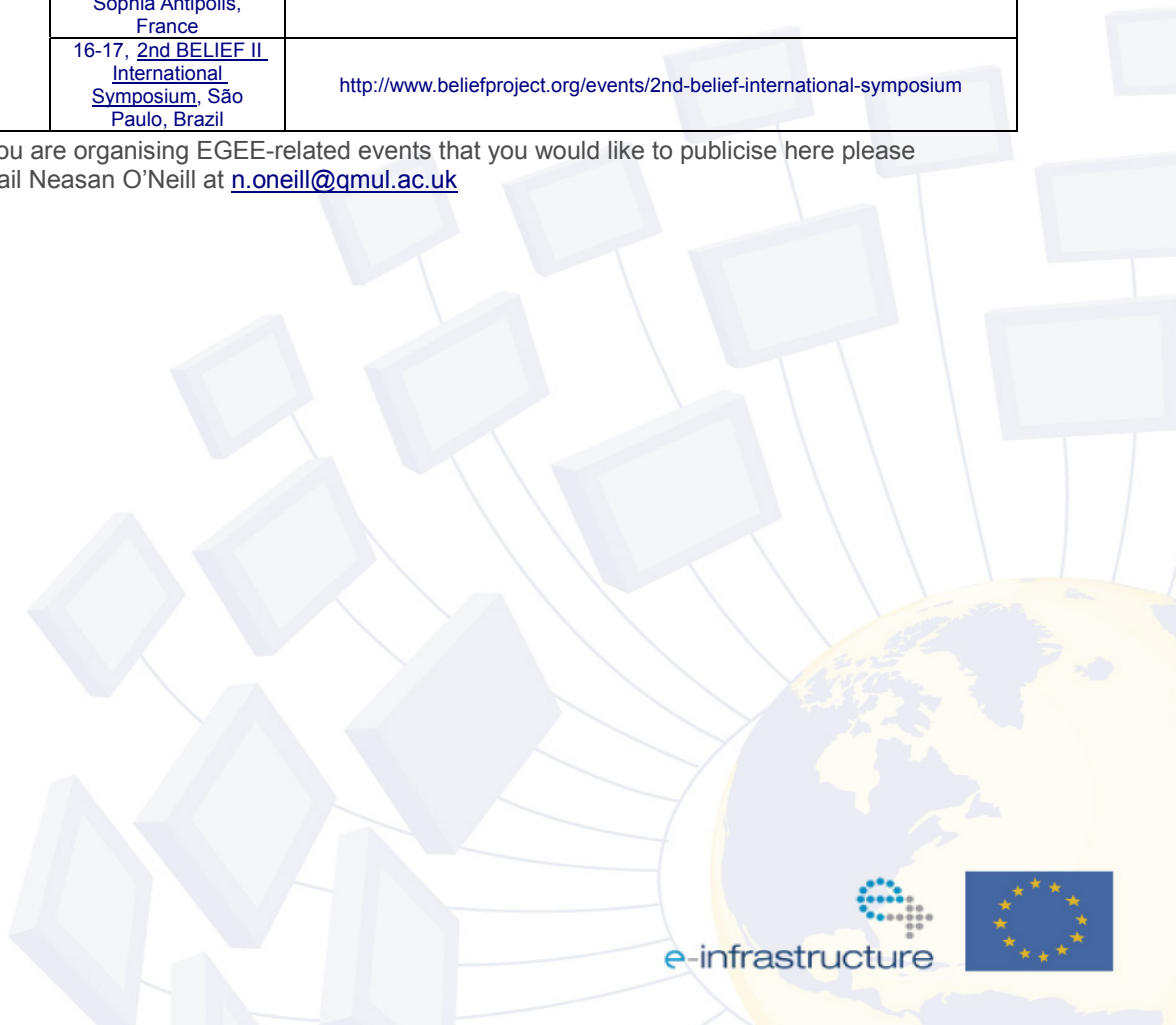 Sophia Antipolis,
France
16-17, 2nd BELIEF II
International
Symposium, São
Paulo, Brazil
http://www.beliefproject.org/events/2nd-belief-international-symposium
ou are organising EGEE-related events that you would like to publicise here please
ail Neasan O’Neill at n.oneill@qmul.ac.uk
e-infrastructure